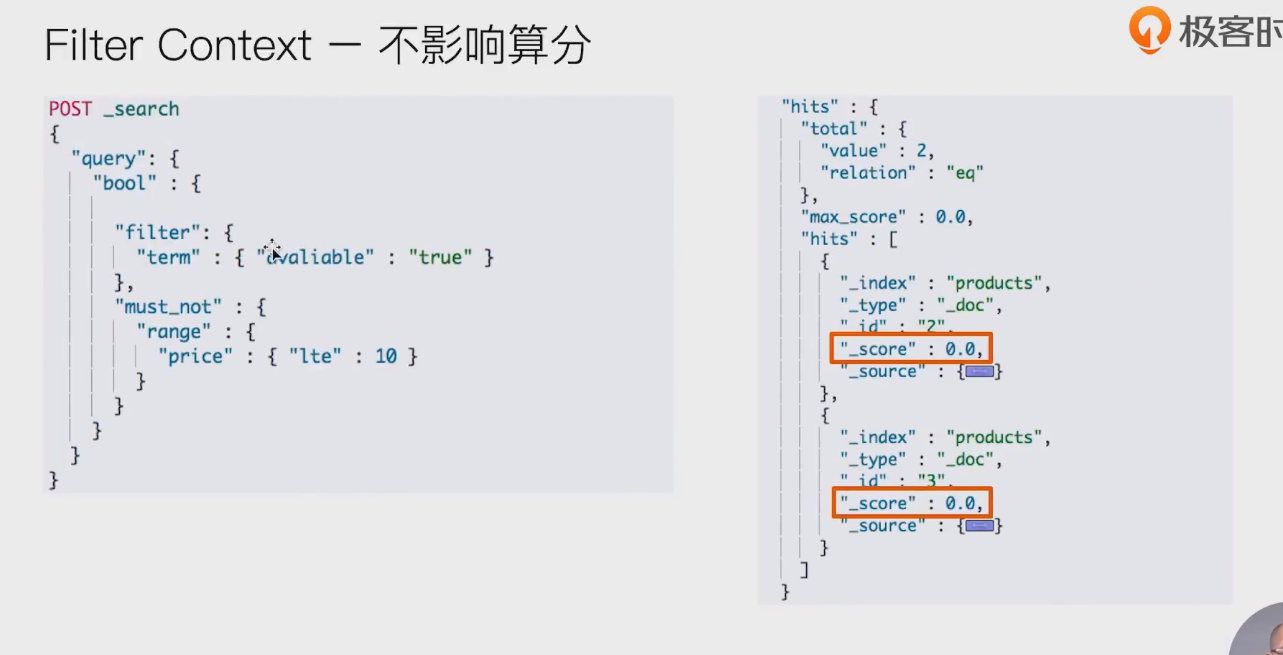 Filter Context — 不影响算分
极客时
POST _search
{
"query": {
"bool" : {
"filter": {
"term" : { "avaliable" : "true" }
},
"must_not" : {
"range" : {
"price" : { "lte" : 10 }
}
}
}
}
}
"hits" : {
"total" : {
"value" : 2,
"relation" : "eq"
},
"max_score" : 0.0,
"hits" : [
{
"_index" : "products",
"_type" : "_doc",
"_id" : "2",
"_score" : 0.0,
"_source" : {}
},
{
"_index" : "products",
"_type" : "_doc",
"_id" : "3",
"_score" : 0.0,
"_source" : {}
}
]
}